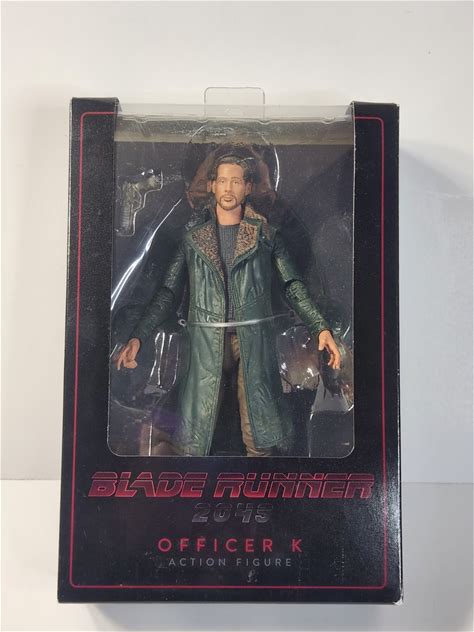 BLADE RUNNER
2049
OFFICER K
ACTION FIGURE